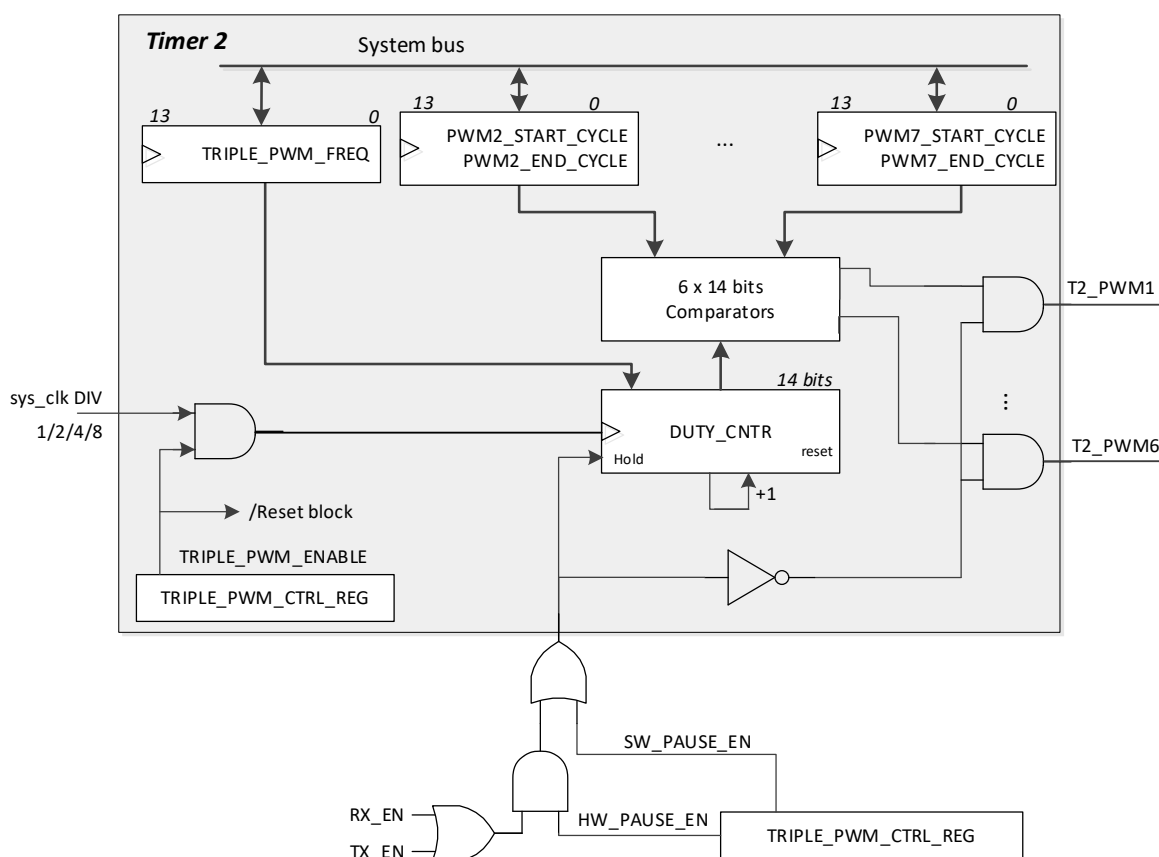 Timer 2
System bus
13 0
TRIPLE_PWM_FREQ
13 0
PWM2_START_CYCLE
PWM2_END_CYCLE
...
13 0
PWM7_START_CYCLE
PWM7_END_CYCLE
6 x 14 bits
Comparators
T2_PWM1
14 bits
sys_clk DIV
1/2/4/8
DUTY_CNTR
Hold
reset
+1
...
T2_PWM6
/Reset block
TRIPLE_PWM_ENABLE
TRIPLE_PWM_CTRL_REG
SW_PAUSE_EN
RX_EN
TX_EN
HW_PAUSE_EN
TRIPLE_PWM_CTRL_REG